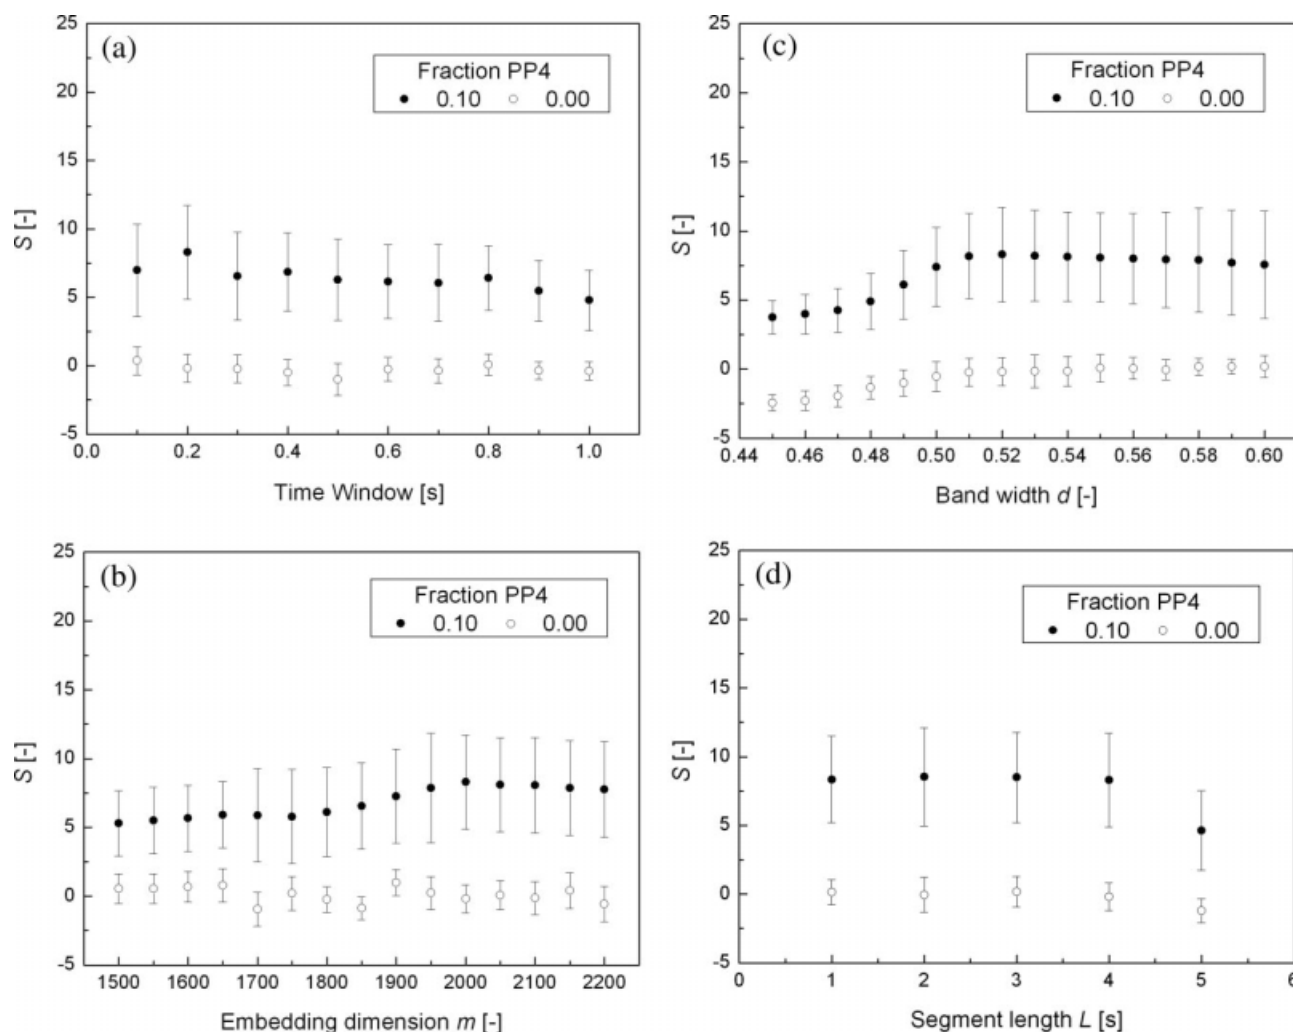 (a)
Fraction PP4
● 0.10 ○ 0.00
25
20
15
10
5
0
-5
S [-]
0.0 0.2 0.4 0.6 0.8 1.0
Time Window [s]
(c)
Fraction PP4
● 0.10 ○ 0.00
25
20
15
10
5
0
-5
S [-]
0.44 0.46 0.48 0.50 0.52 0.54 0.56 0.58 0.60
Band width d [-]
(b)
Fraction PP4
● 0.10 ○ 0.00
25
20
15
10
5
0
-5
S [-]
1500 1600 1700 1800 1900 2000 2100 2200
Embedding dimension m [-]
(d)
Fraction PP4
● 0.10 ○ 0.00
25
20
15
10
5
0
-5
S [-]
0 1 2 3 4 5 6
Segment length L [s]